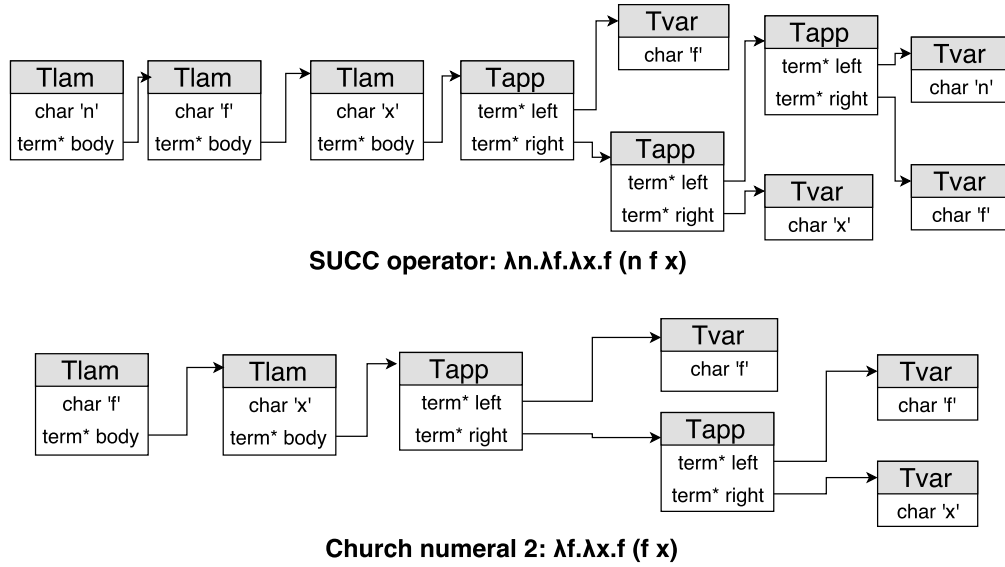 Tlam
char 'n'
term* body
Tlam
char 'f'
term* body
Tlam
char 'x'
term* body
Tapp
term* left
term* right
Tvar
char 'f'
Tapp
term* left
term* right
Tapp
term* left
term* right
Tvar
char 'x'
Tvar
char 'n'
Tvar
char 'f'
SUCC operator: λn.λf.λx.f (n f x)
Tlam
char 'f'
term* body
Tlam
char 'x'
term* body
Tapp
term* left
term* right
Tvar
char 'f'
Tapp
term* left
term* right
Tvar
char 'f'
Tvar
char 'x'
Church numeral 2: λf.λx.f (f x)